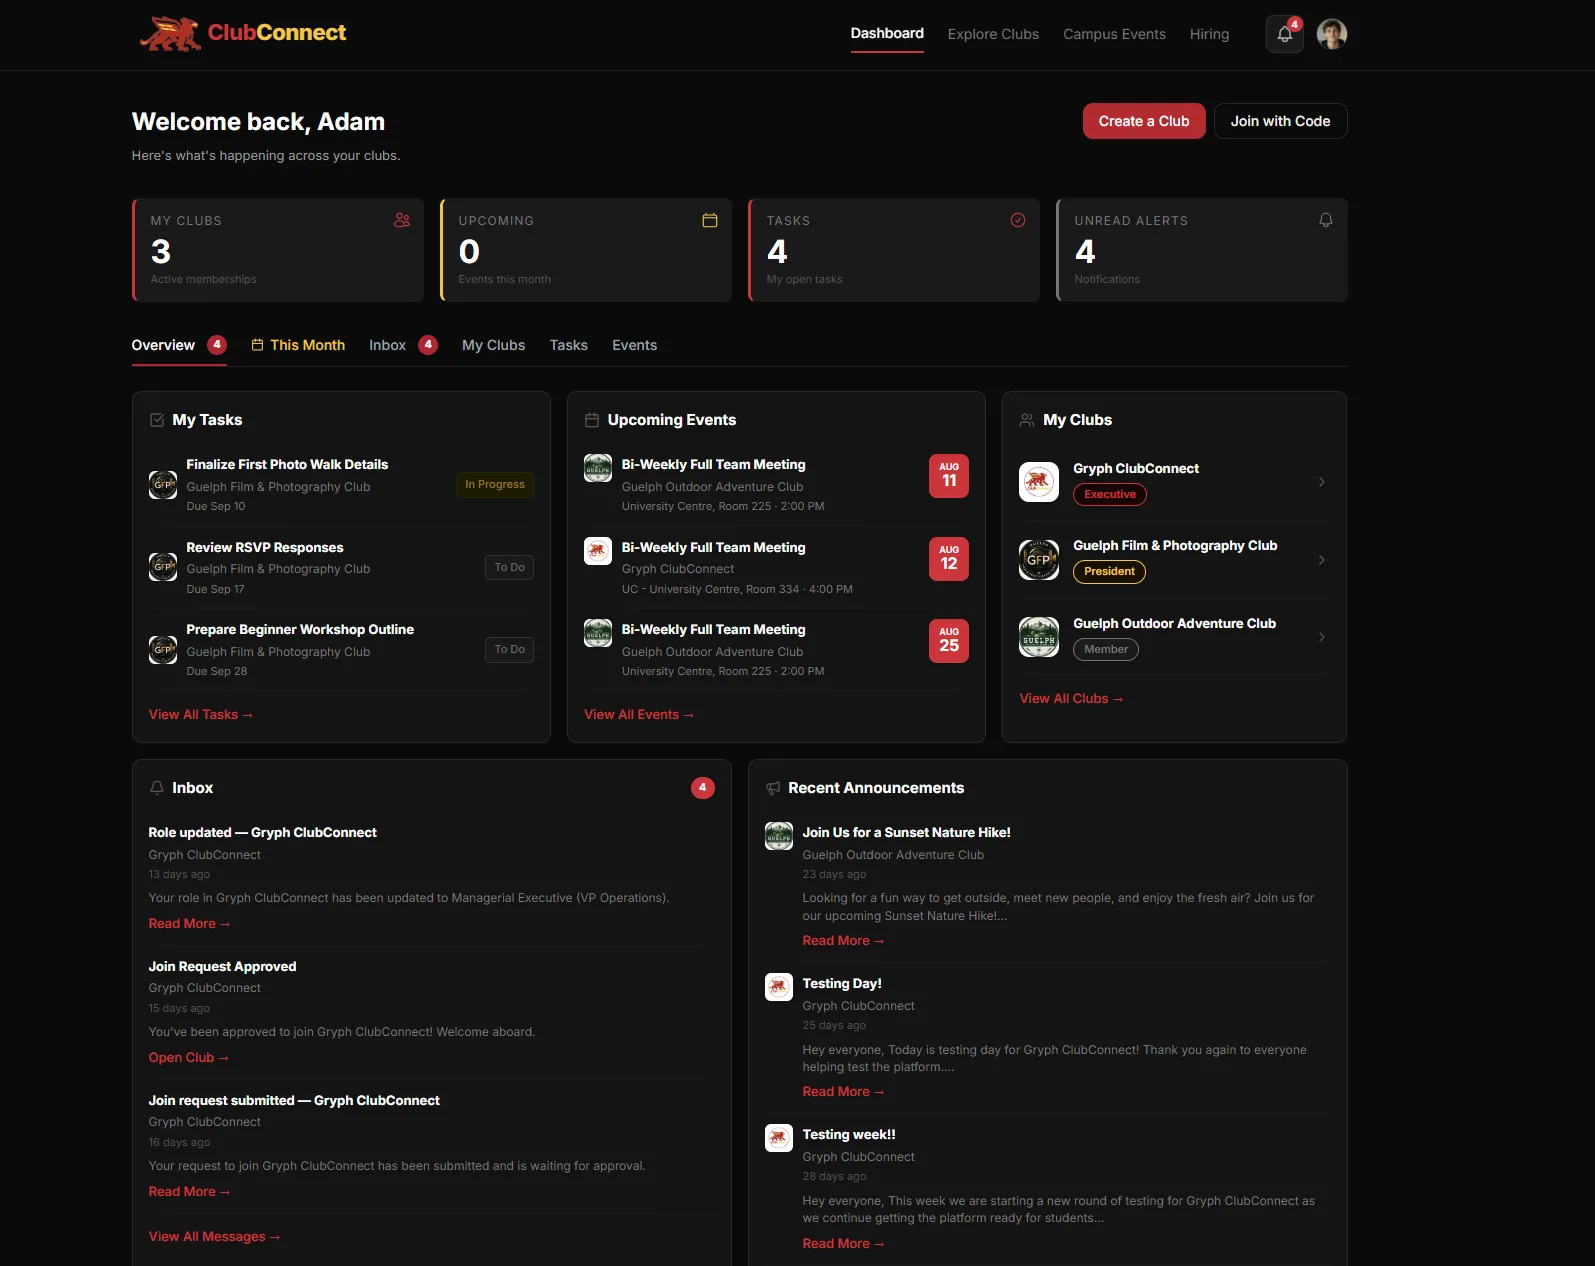 ClubConnect
Dashboard
Explore Clubs
Campus Events
Hiring
4
Welcome back, Adam
Create a Club
Join with Code
Here's what's happening across your clubs.
MY CLUBS
3
Active memberships
UPCOMING
0
Events this month
TASKS
4
My open tasks
UNREAD ALERTS
4
Notifications
Overview 4
This Month
Inbox 4
My Clubs
Tasks
Events
My Tasks
Finalize First Photo Walk Details
Guelph Film & Photography Club
Due Sep 10
In Progress
GFP
Review RSVP Responses
Guelph Film & Photography Club
Due Sep 17
To Do
GFP
Prepare Beginner Workshop Outline
Guelph Film & Photography Club
Due Sep 28
To Do
GFP
View All Tasks →
Upcoming Events
GUELPH
Bi-Weekly Full Team Meeting
Guelph Outdoor Adventure Club
University Centre, Room 225 · 2:00 PM
AUG
11
Bi-Weekly Full Team Meeting
Gryph ClubConnect
UC - University Centre, Room 334 · 4:00 PM
AUG
12
GUELPH
Bi-Weekly Full Team Meeting
Guelph Outdoor Adventure Club
University Centre, Room 225 · 2:00 PM
AUG
25
View All Events →
My Clubs
Gryph ClubConnect
Executive
GFP
Guelph Film & Photography Club
President
GUELPH
Guelph Outdoor Adventure Club
Member
View All Clubs →
Inbox
4
Role updated — Gryph ClubConnect
Gryph ClubConnect
13 days ago
Your role in Gryph ClubConnect has been updated to Managerial Executive (VP Operations).
Read More →
Join Request Approved
Gryph ClubConnect
15 days ago
You've been approved to join Gryph ClubConnect! Welcome aboard.
Open Club →
Join request submitted — Gryph ClubConnect
Gryph ClubConnect
16 days ago
Your request to join Gryph ClubConnect has been submitted and is waiting for approval.
Read More →
View All Messages →
Recent Announcements
GUELPH
Join Us for a Sunset Nature Hike!
Guelph Outdoor Adventure Club
23 days ago
Looking for a fun way to get outside, meet new people, and enjoy the fresh air? Join us for
our upcoming Sunset Nature Hike!...
Read More →
Testing Day!
Gryph ClubConnect
25 days ago
Hey everyone, Today is testing day for Gryph ClubConnect! Thank you again to everyone
helping test the platform....
Read More →
Testing week!!
Gryph ClubConnect
28 days ago
Hey everyone, This week we are starting a new round of testing for Gryph ClubConnect as
we continue getting the platform ready for students...
Read More →